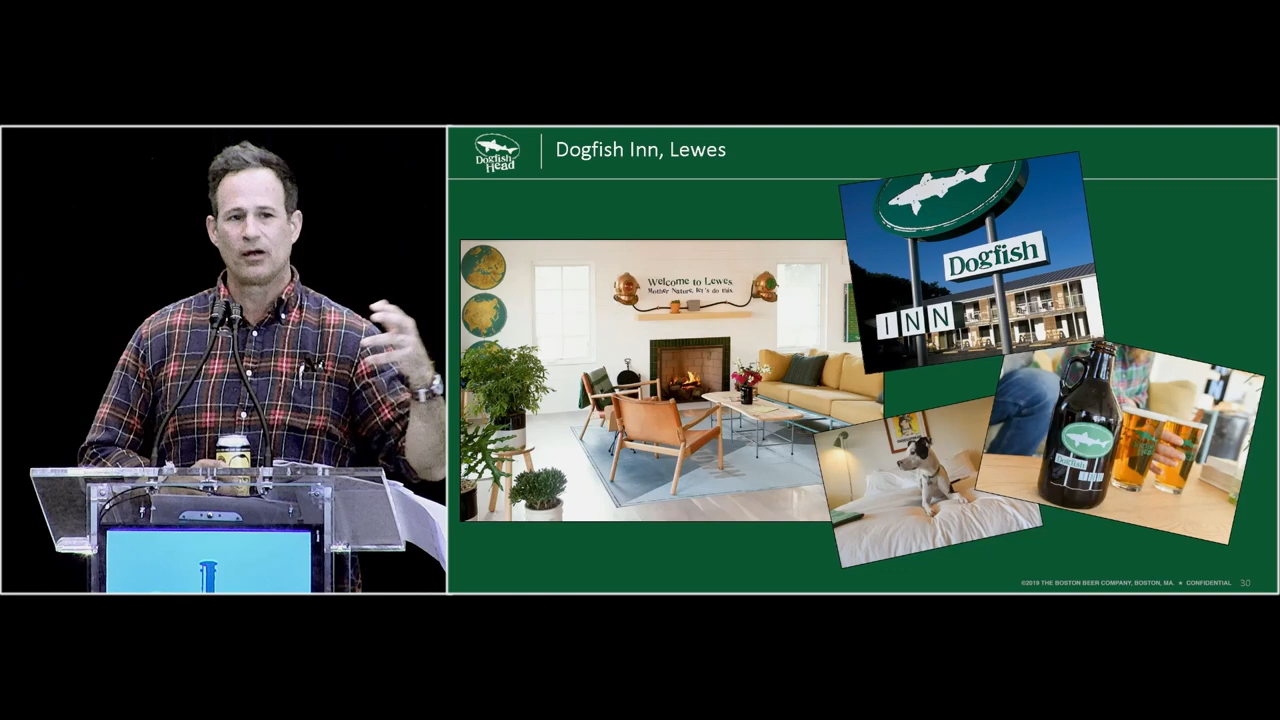 Dogfish
Head
Dogfish Inn, Lewes
Welcome to Lewes.
Mother Nature, let's do this.
Dogfish
INN
Dogfish
INN
©2019 THE BOSTON BEER COMPANY, BOSTON, MA. ★ CONFIDENTIAL 30